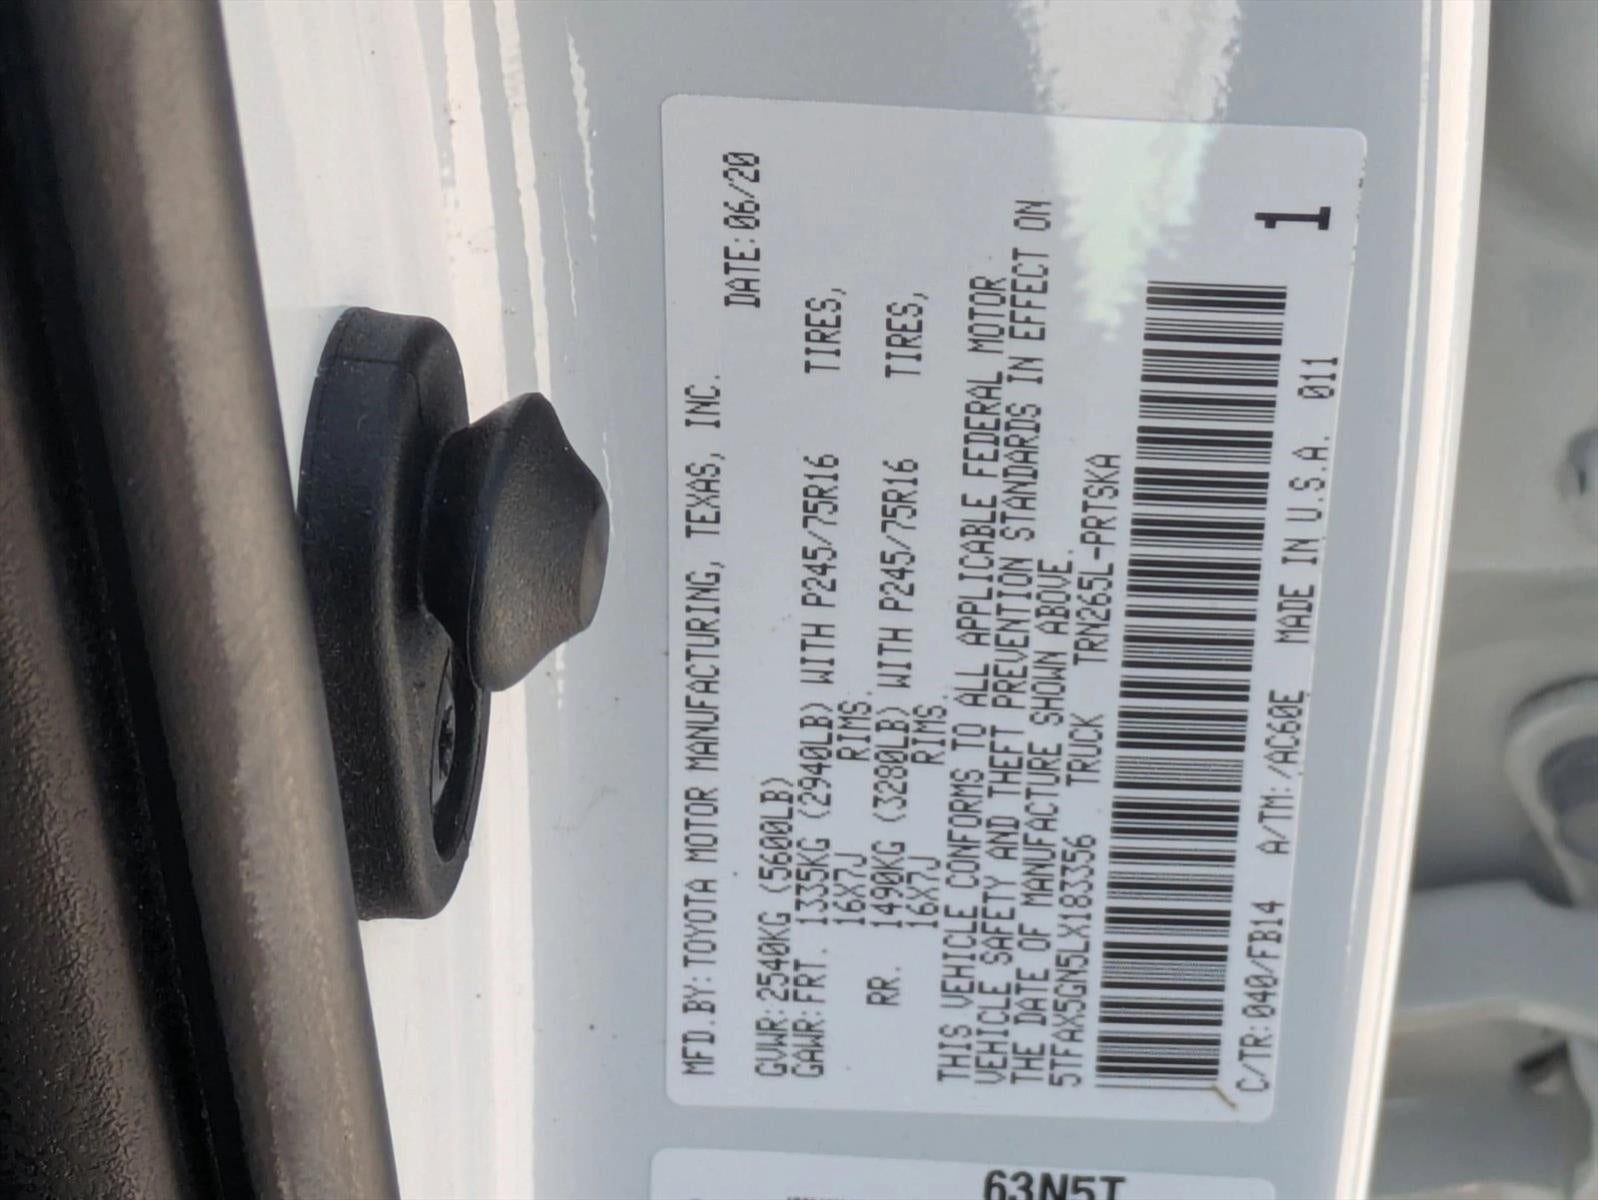 MFD.BY:TOYOTA MOTOR MANUFACTURING, TEXAS, INC.
DATE:06/20
GVWR:2540KG (5600LB)
GAWR:FRT. 1335KG (2940LB) WITH P245/75R16 TIRES,
16X7J RIMS.
RR. 1490KG (3280LB) WITH P245/75R16 TIRES,
16X7J RIMS.
THIS VEHICLE CONFORMS TO ALL APPLICABLE FEDERAL MOTOR
VEHICLE SAFETY AND THEFT PREVENTION STANDARDS IN EFFECT ON
THE DATE OF MANUFACTURE SHOWN ABOVE.
5TFAX5GN5LX183356 TRUCK TRN265L-PRTSKA
C/TR:040/FB14 A/TM:/AC60E MADE IN U.S.A. 011
1
63N5T